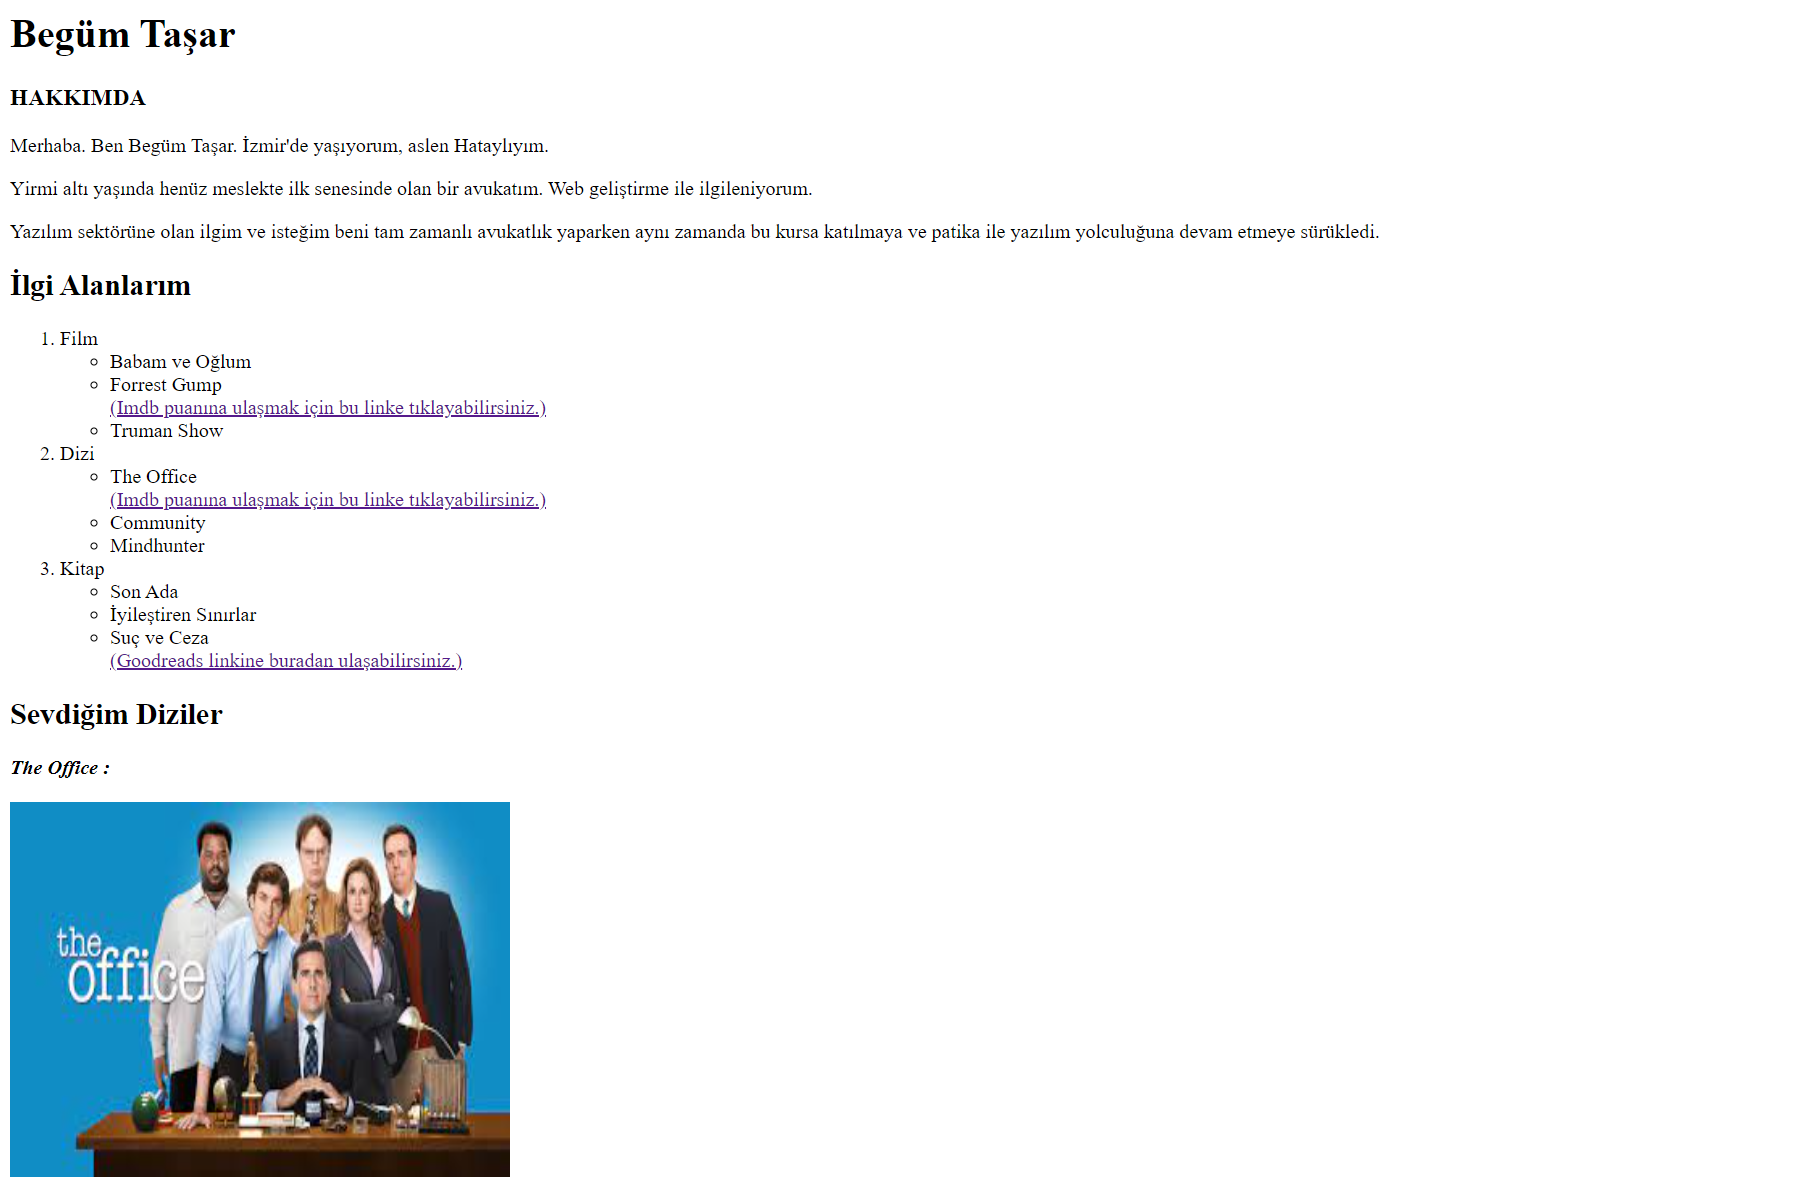 Begüm Taşar
HAKKIMDA
Merhaba. Ben Begüm Taşar. İzmir'de yaşıyorum, aslen Hataylıyım.
Yirmi altı yaşında henüz meslekte ilk senesinde olan bir avukatım. Web geliştirme ile ilgileniyorum.
Yazılım sektörüne olan ilgim ve isteğim beni tam zamanlı avukatlık yaparken aynı zamanda bu kursa katılmaya ve patika ile yazılım yolculuğuna devam etmeye sürükledi.
İlgi Alanlarım
1. Film
Babam ve Oğlum
Forrest Gump
(Imdb puanına ulaşmak için bu linke tıklayabilirsiniz.)
Truman Show
2. Dizi
The Office
(Imdb puanına ulaşmak için bu linke tıklayabilirsiniz.)
Community
Mindhunter
3. Kitap
Son Ada
İyileştiren Sınırlar
Suç ve Ceza
(Goodreads linkine buradan ulaşabilirsiniz.)
Sevdiğim Diziler
The Office :
the
office